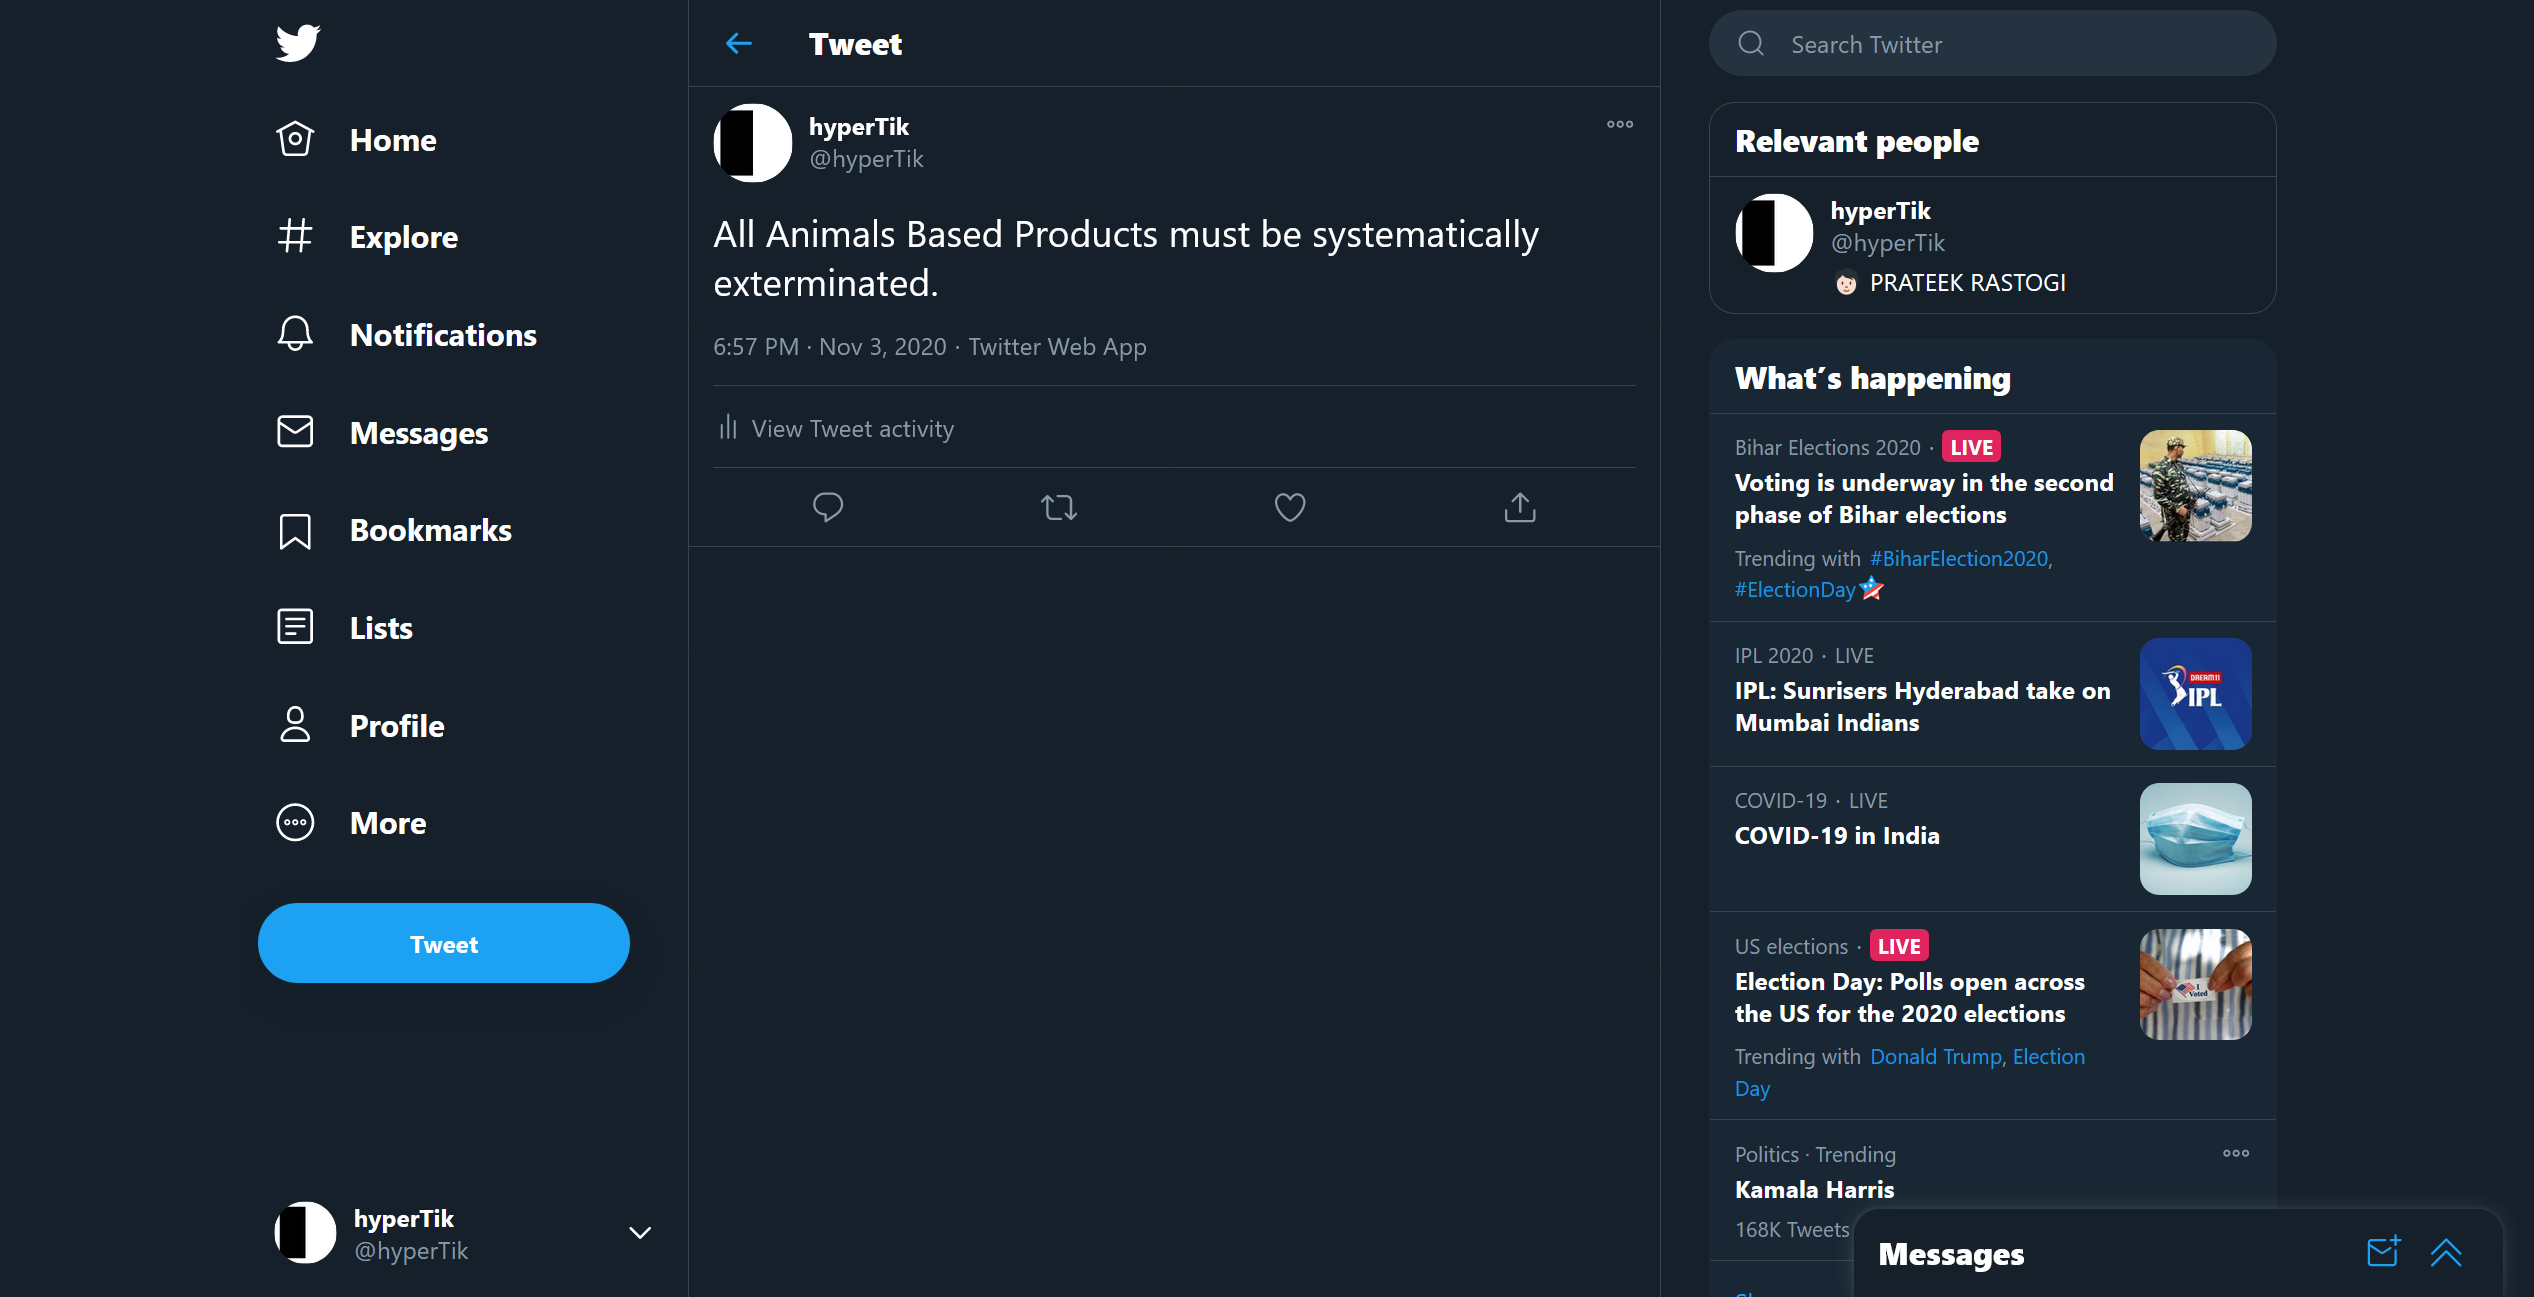 Home
Explore
Notifications
Messages
Bookmarks
Lists
Profile
More
Tweet
hyperTik
@hyperTik
Tweet
hyperTik
@hyperTik
All Animals Based Products must be systematically
exterminated.
6:57 PM · Nov 3, 2020 · Twitter Web App
View Tweet activity
Search Twitter
Relevant people
hyperTik
@hyperTik
PRATEEK RASTOGI
What's happening
Bihar Elections 2020 · LIVE
Voting is underway in the second
phase of Bihar elections
Trending with #BiharElection2020,
#ElectionDay
IPL 2020 · LIVE
IPL: Sunrisers Hyderabad take on
Mumbai Indians
DREAM11
IPL
COVID-19 · LIVE
COVID-19 in India
US elections · LIVE
Election Day: Polls open across
the US for the 2020 elections
I
Voted
Trending with Donald Trump, Election
Day
Politics · Trending
Kamala Harris
168K Tweets
Messages